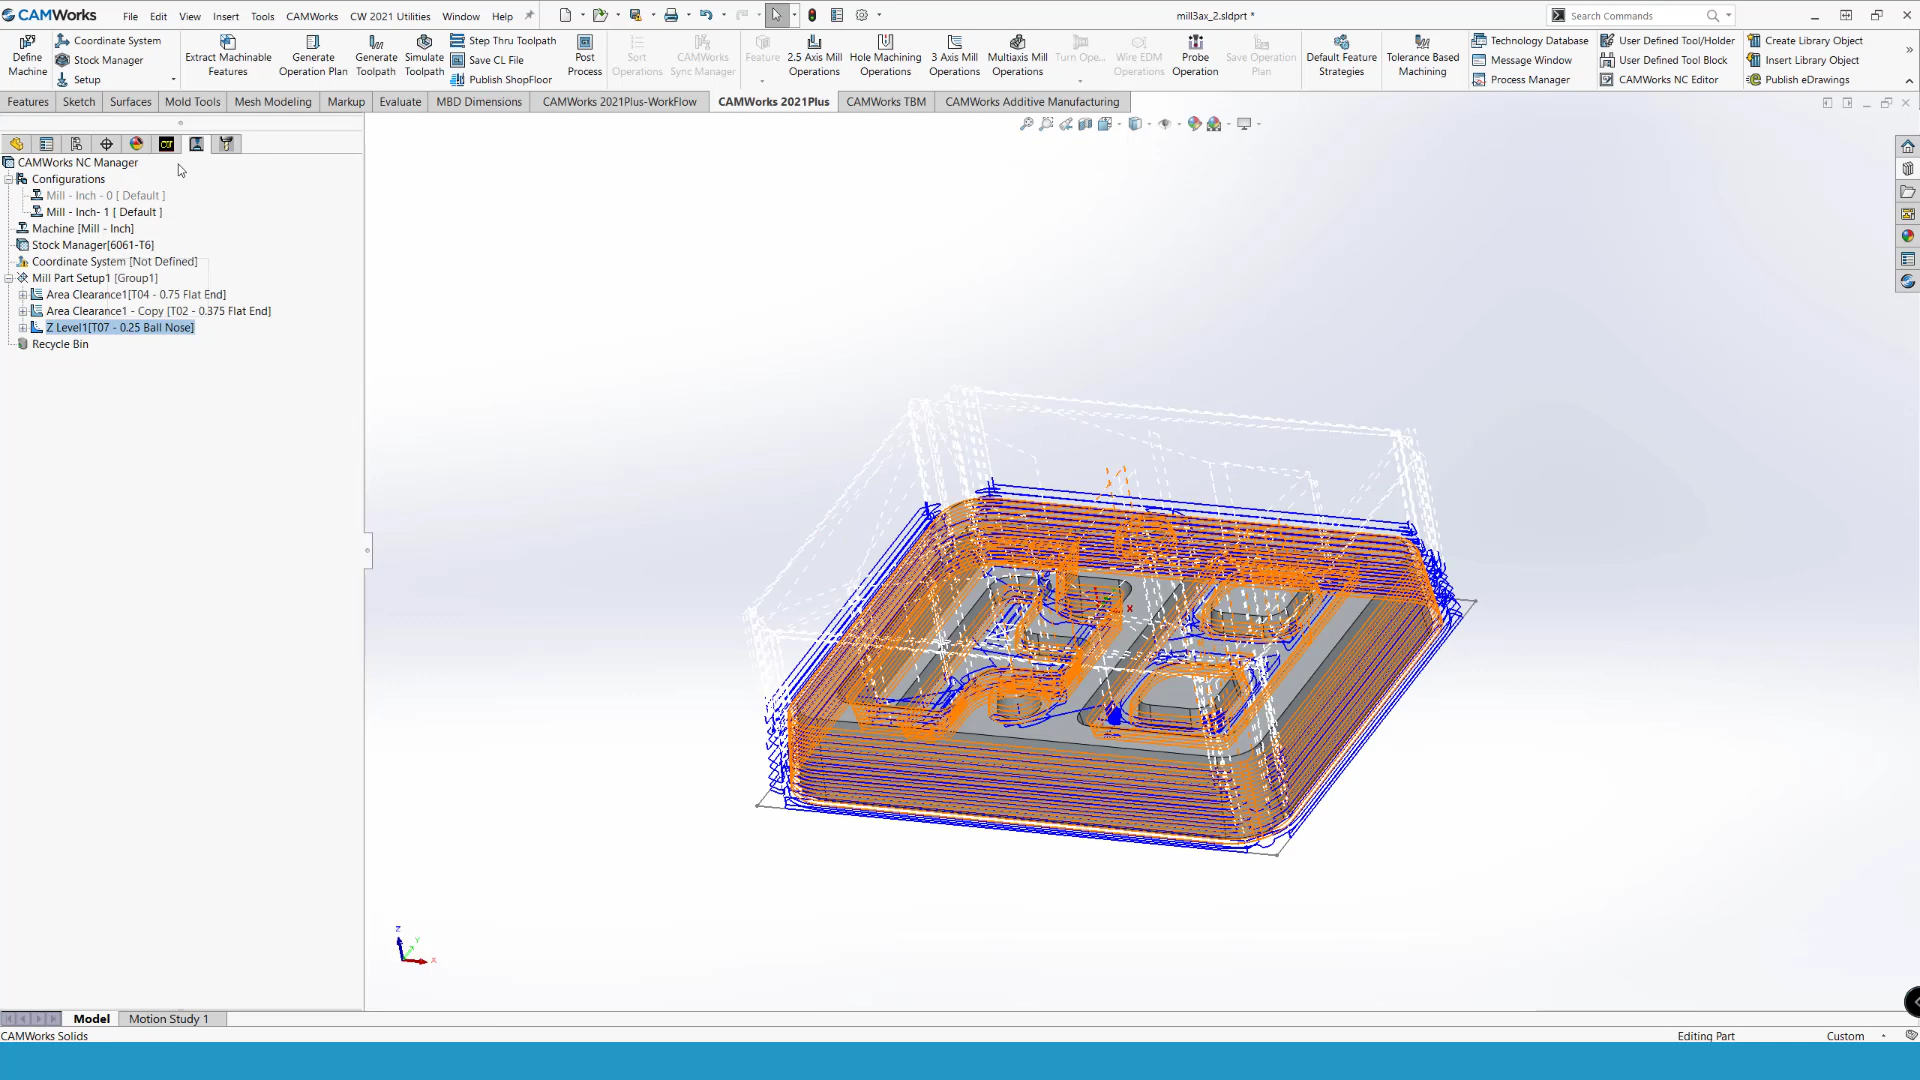 CAMWorks File Edit View Insert Tools CAMWorks CW 2021 Utilities Window Help mill3ax_2.sldprt * Search Commands
Define Machine
Coordinate System
Stock Manager
Setup
Extract Machinable Features
Generate Operation Plan
Generate Toolpath
Simulate Toolpath
Step Thru Toolpath
Save CL File
Publish ShopFloor
Post Process
Sort Operations
CAMWorks Sync Manager
Feature
2.5 Axis Mill Operations
Hole Machining Operations
3 Axis Mill Operations
Multiaxis Mill Operations
Turn Ope...
Wire EDM Operations
Probe Operation
Save Operation Plan
Default Feature Strategies
Tolerance Based Machining
Technology Database
Message Window
Process Manager
User Defined Tool/Holder
User Defined Tool Block
CAMWorks NC Editor
Create Library Object
Insert Library Object
Publish eDrawings
Features Sketch Surfaces Mold Tools Mesh Modeling Markup Evaluate MBD Dimensions CAMWorks 2021Plus-WorkFlow CAMWorks 2021Plus CAMWorks TBM CAMWorks Additive Manufacturing
CAMWorks NC Manager
Configurations
Mill - Inch - 0 [ Default ]
Mill - Inch- 1 [ Default ]
Machine [Mill - Inch]
Stock Manager[6061-T6]
Coordinate System [Not Defined]
Mill Part Setup1 [Group1]
Area Clearance1[T04 - 0.75 Flat End]
Area Clearance1 - Copy [T02 - 0.375 Flat End]
Z Level1[T07 - 0.25 Ball Nose]
Recycle Bin
X
Z
Y
X
Model Motion Study 1
CAMWorks Solids Editing Part Custom